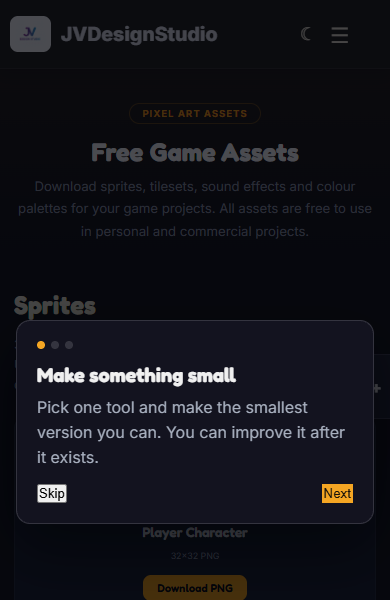 JV
JVDesignStudio
PIXEL ART ASSETS
Free Game Assets
Download sprites, tilesets, sound effects and colour
palettes for your game projects. All assets are free to use
in personal and commercial projects.
Sprites
Make something small
Pick one tool and make the smallest
version you can. You can improve it after
it exists.
Skip
Next
Player Character
32×32 PNG
Download PNG